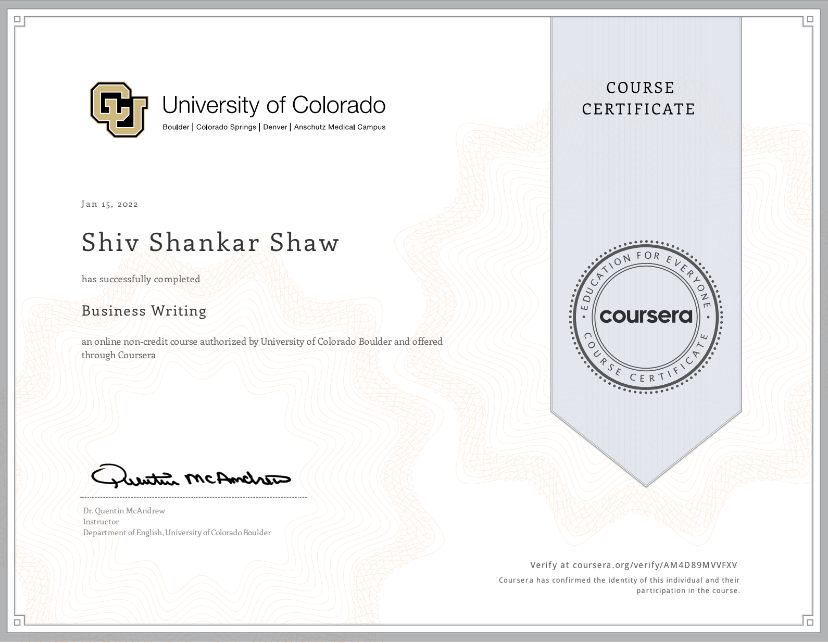 CU
University of Colorado
Boulder | Colorado Springs | Denver | Anschutz Medical Campus
COURSE
CERTIFICATE
Jan 15, 2022
Shiv Shankar Shaw
has successfully completed
Business Writing
an online non-credit course authorized by University of Colorado Boulder and offered
through Coursera
EDUCATION FOR EVERYONE
coursera
COURSE CERTIFICATE
Quentin McAndrew
Dr. Quentin McAndrew
Instructor
Department of English, University of Colorado Boulder
Verify at coursera.org/verify/AM4D89MVVFXV
Coursera has confirmed the identity of this individual and their
participation in the course.